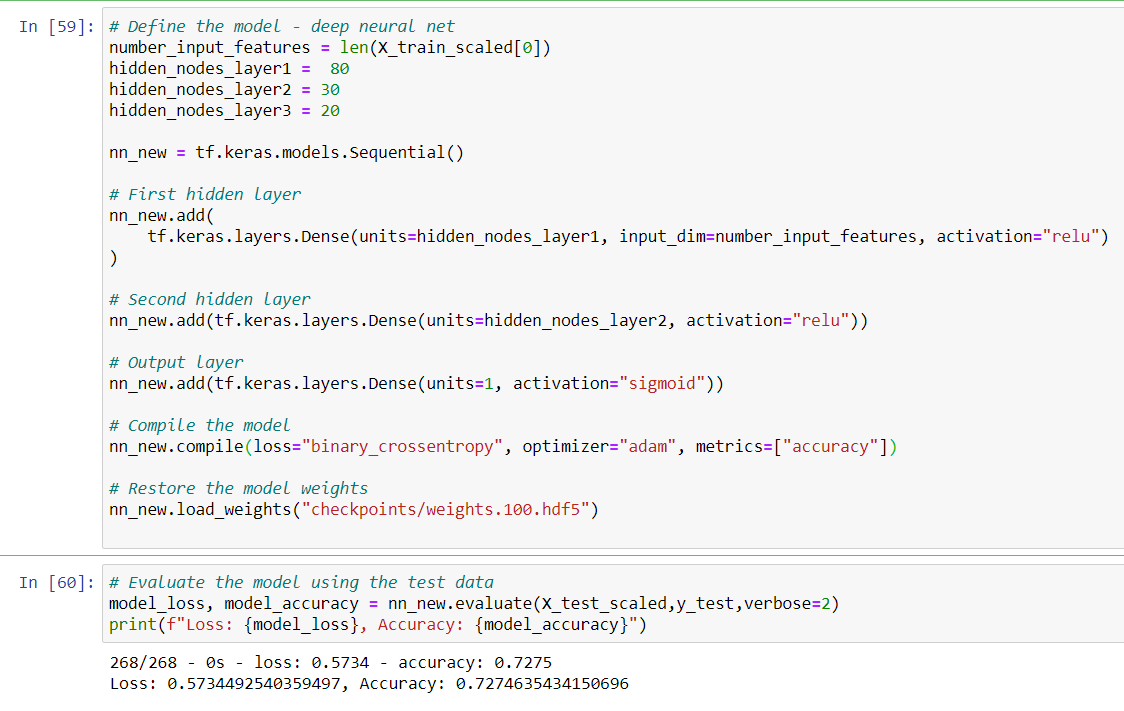 In [59]: # Define the model - deep neural net
number_input_features = len(X_train_scaled[0])
hidden_nodes_layer1 =  80
hidden_nodes_layer2 = 30
hidden_nodes_layer3 = 20
nn_new = tf.keras.models.Sequential()
# First hidden layer
nn_new.add(
    tf.keras.layers.Dense(units=hidden_nodes_layer1, input_dim=number_input_features, activation="relu")
)
# Second hidden layer
nn_new.add(tf.keras.layers.Dense(units=hidden_nodes_layer2, activation="relu"))
# Output layer
nn_new.add(tf.keras.layers.Dense(units=1, activation="sigmoid"))
# Compile the model
nn_new.compile(loss="binary_crossentropy", optimizer="adam", metrics=["accuracy"])
# Restore the model weights
nn_new.load_weights("checkpoints/weights.100.hdf5")
In [60]: # Evaluate the model using the test data
model_loss, model_accuracy = nn_new.evaluate(X_test_scaled,y_test,verbose=2)
print(f"Loss: {model_loss}, Accuracy: {model_accuracy}")
268/268 - 0s - loss: 0.5734 - accuracy: 0.7275
Loss: 0.5734492540359497, Accuracy: 0.7274635434150696